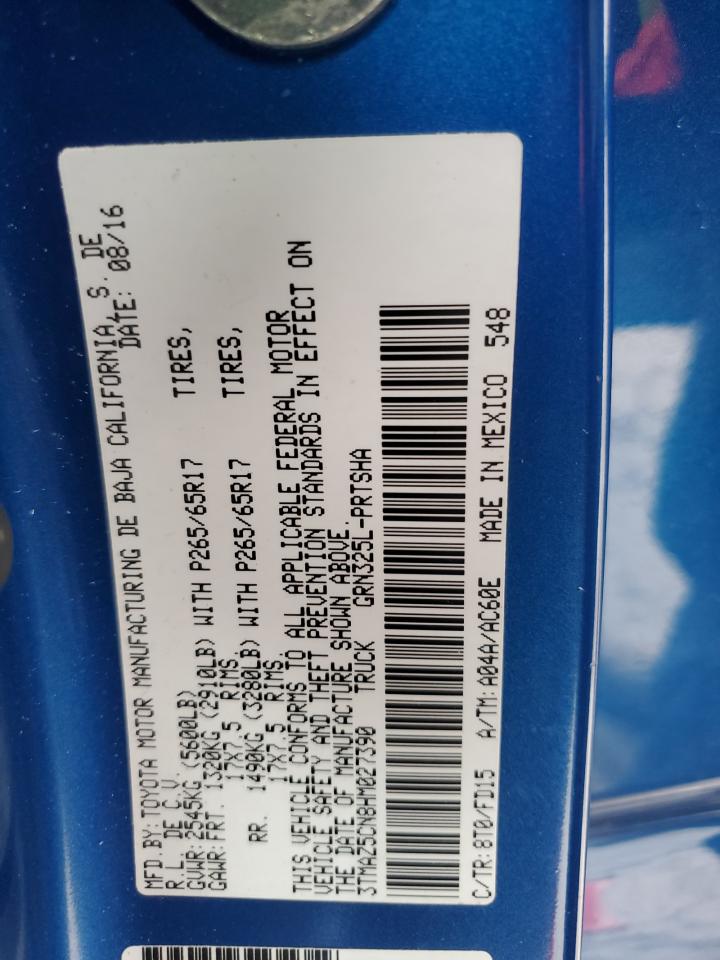 MFD.BY:TOYOTA MOTOR MANUFACTURING DE BAJA CALIFORNIA, S. DE
R.L. DE C.V. DATE: 08/16
GVWR:2545KG (5600LB)
GAWR:FRT. 1320KG (2910LB) WITH P265/65R17 TIRES,
17X7.5 RIMS,
RR. 1490KG (3280LB) WITH P265/65R17 TIRES,
17X7.5 RIMS.
THIS VEHICLE CONFORMS TO ALL APPLICABLE FEDERAL MOTOR
VEHICLE SAFETY AND THEFT PREVENTION STANDARDS IN EFFECT ON
THE DATE OF MANUFACTURE SHOWN ABOVE.
3TMAZ5CN8HM027390 TRUCK GRN325L-PRTSHA
C/TR:8T0/FD15 A/TM:A04A/AC60E MADE IN MEXICO 548